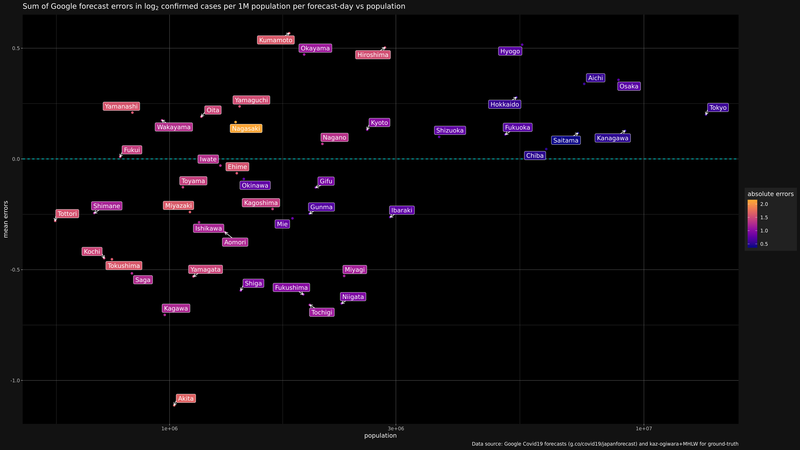 Sum of Google forecast errors in log₂ confirmed cases per 1M population per forecast-day vs population
mean errors
0.5
0.0
-0.5
-1.0
Kumamoto
Okayama
Hiroshima
Hyogo
Aichi
Osaka
Yamanashi
Yamaguchi
Oita
Hokkaido
Tokyo
Wakayama
Nagasaki
Kyoto
Shizuoka
Fukuoka
Nagano
Saitama
Kanagawa
Fukui
Iwate
Chiba
Ehime
Toyama
Okinawa
Gifu
Tottori
Shimane
Miyazaki
Kagoshima
Gunma
Ibaraki
Mie
Ishikawa
Aomori
Kochi
Tokushima
Yamagata
Miyagi
Saga
Shiga
Fukushima
Niigata
Kagawa
Tochigi
Akita
1e+06
3e+06
1e+07
population
absolute errors
2.0
1.5
1.0
0.5
Data source: Google Covid19 forecasts (g.co/covid19/japanforecast) and kaz-ogiwara+MHLW for ground-truth